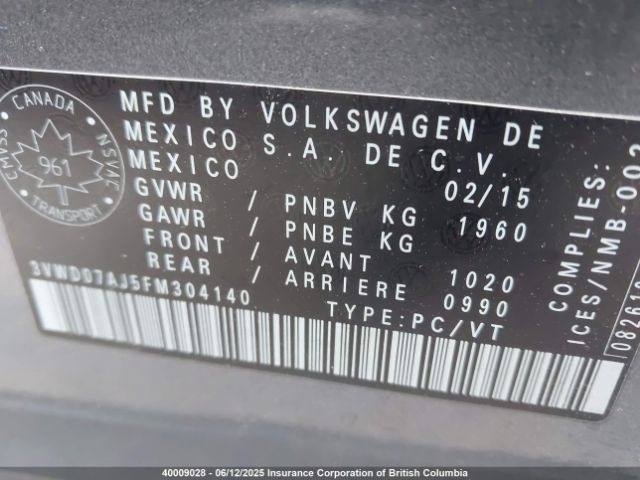 CMVSS CANADA NSVAC
961
TRANSPORT
MFD BY VOLKSWAGEN DE
MEXICO S.A. DE C.V.
MEXICO 02/15
GVWR / PNBV KG 1960
GAWR / PNBE KG
FRONT / AVANT 1020
REAR / ARRIERE 0990
3VWD07AJ5FM304140 TYPE:PC/VT
COMPLIES:
ICES/NMB-002
40009028 - 06/12/2025 Insurance Corporation of British Columbia